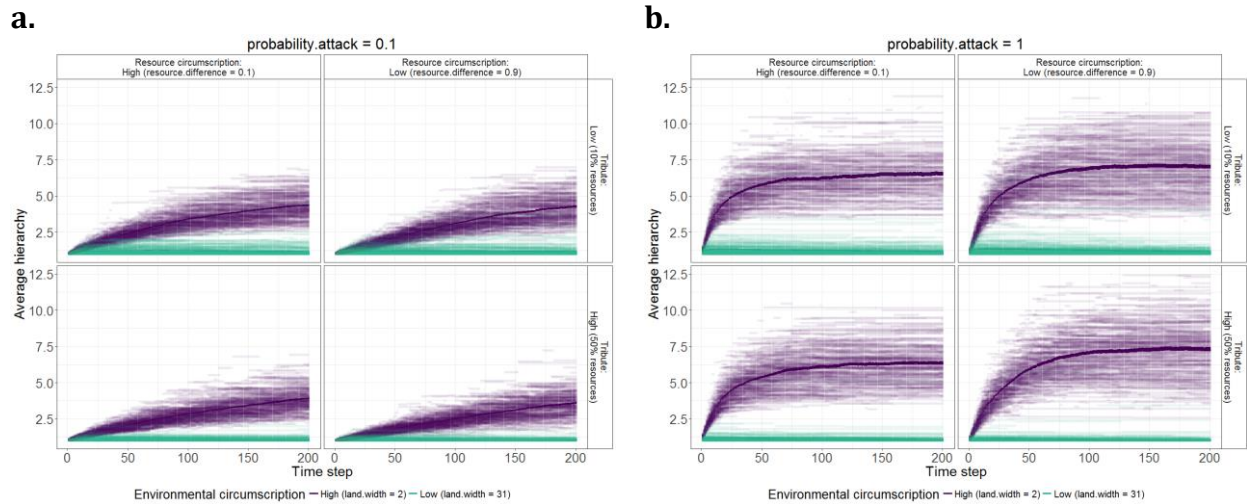 a.
probability.attack = 0.1
Resource circumscription:
High (resource.difference = 0.1)
Resource circumscription:
Low (resource.difference = 0.9)
12.5
10.0
7.5
5.0
2.5
Tribute:
Low (10% resources)
Average hierarchy
12.5
10.0
7.5
5.0
2.5
Tribute:
High (50% resources)
0
50
100
150
200
0
50
100
150
200
Time step
Environmental circumscription
High (land.width = 2)
Low (land.width = 31)
b.
probability.attack = 1
Resource circumscription:
High (resource.difference = 0.1)
Resource circumscription:
Low (resource.difference = 0.9)
12.5
10.0
7.5
5.0
2.5
Tribute:
Low (10% resources)
Average hierarchy
12.5
10.0
7.5
5.0
2.5
Tribute:
High (50% resources)
0
50
100
150
200
0
50
100
150
200
Time step
Environmental circumscription
High (land.width = 2)
Low (land.width = 31)